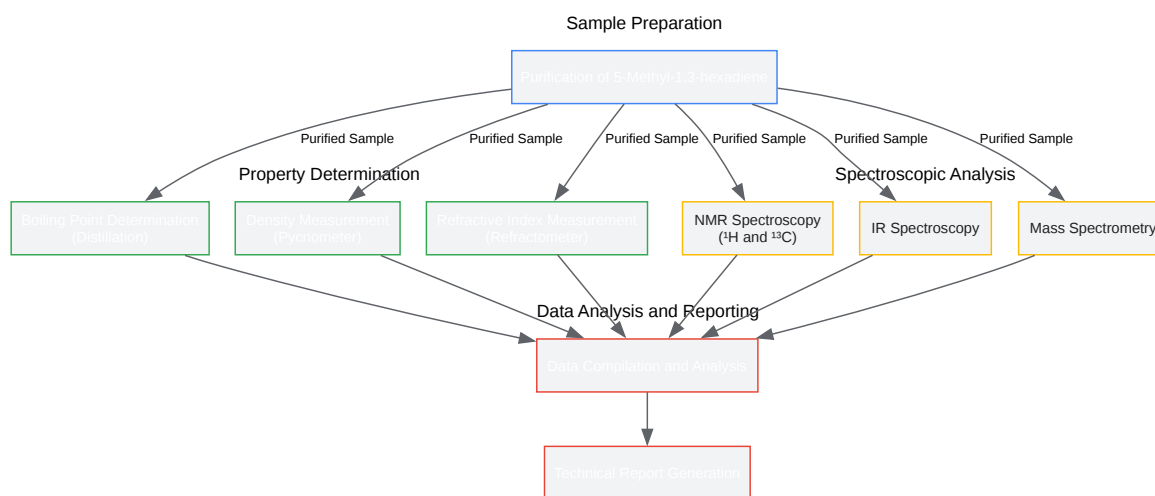 Sample Preparation
Purification of 5-Methyl-1,3-hexadiene
Purified Sample
Purified Sample
Purified Sample
Purified Sample
Purified Sample
Purified Sample
Property Determination
Spectroscopic Analysis
Boiling Point Determination
(Distillation)
Density Measurement
(Pycnometer)
Refractive Index Measurement
(Refractometer)
NMR Spectroscopy
(¹H and ¹³C)
IR Spectroscopy
Mass Spectrometry
Data Analysis and Reporting
Data Compilation and Analysis
Technical Report Generation